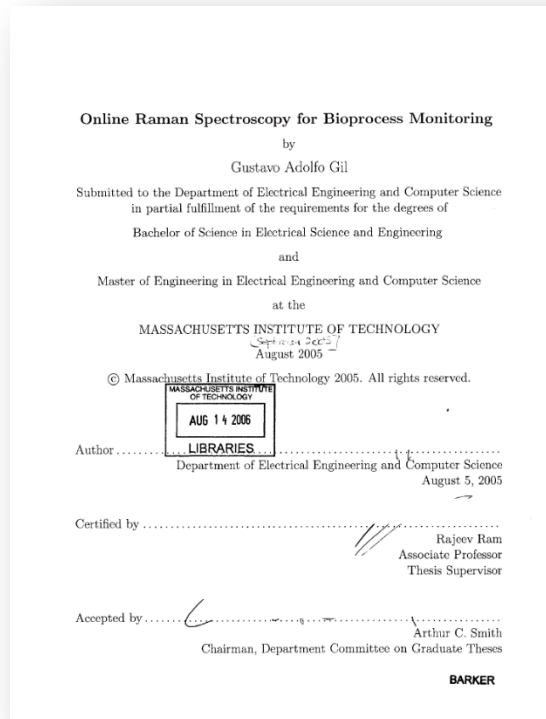 Online Raman Spectroscopy for Bioprocess Monitoring
by
Gustavo Adolfo Gil
Submitted to the Department of Electrical Engineering and Computer Science
in partial fulfillment of the requirements for the degrees of
Bachelor of Science in Electrical Science and Engineering
and
Master of Engineering in Electrical Engineering and Computer Science
at the
MASSACHUSETTS INSTITUTE OF TECHNOLOGY
[September 2005]
August 2005
© Massachusetts Institute of Technology 2005. All rights reserved.
MASSACHUSETTS INSTITUTE
OF TECHNOLOGY
AUG 14 2006
LIBRARIES
Author ........................................................
Department of Electrical Engineering and Computer Science
August 5, 2005
Certified by ........................................................
Rajeev Ram
Associate Professor
Thesis Supervisor
Accepted by ........................................................
Arthur C. Smith
Chairman, Department Committee on Graduate Theses
BARKER